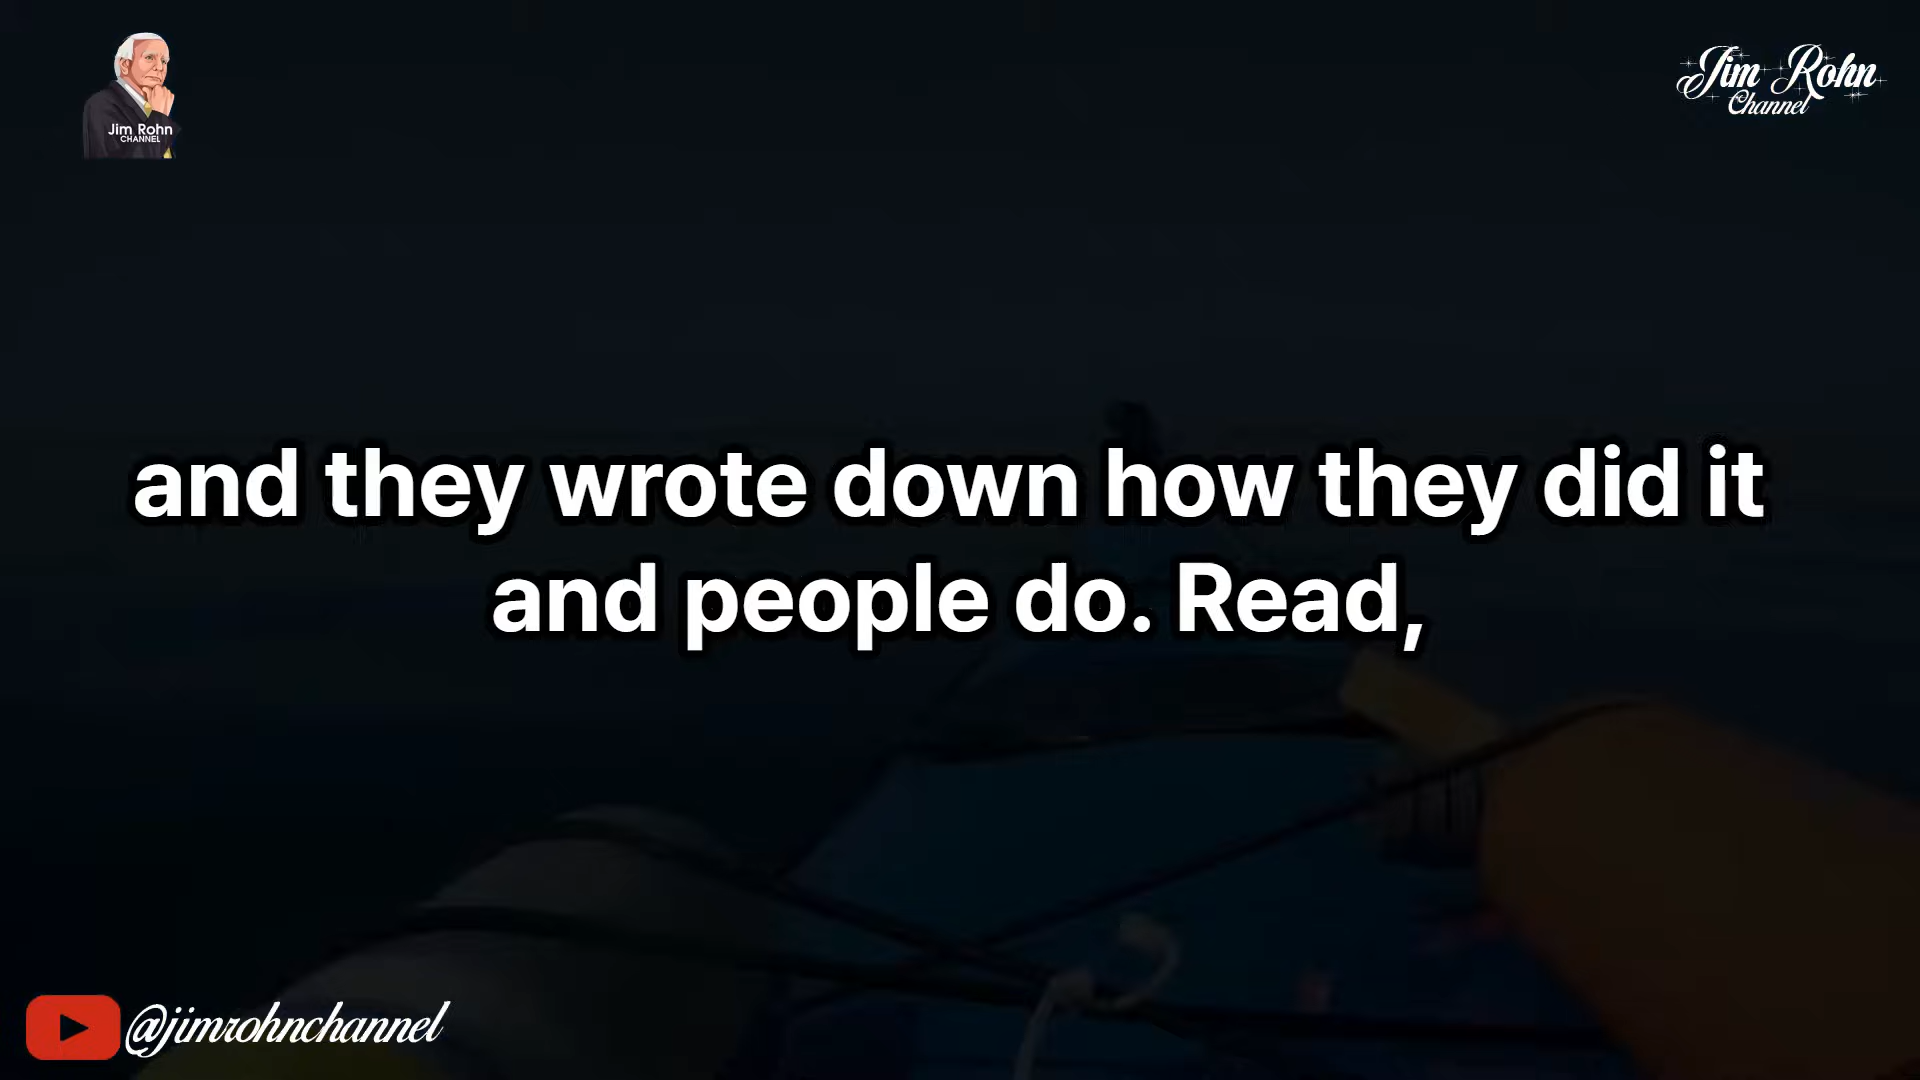 Jim Rohn
CHANNEL
Jim Rohn
Channel
and they wrote down how they did it
and people do. Read,
@jimrohnchannel